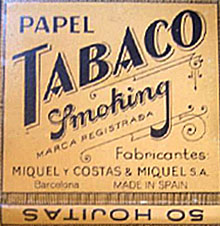 PAPEL
TABACO
Smoking
MARCA REGISTRADA
Fabricantes:
MIQUEL Y COSTAS & MIQUEL S.A.
Barcelona MADE IN SPAIN
50 HOJITAS